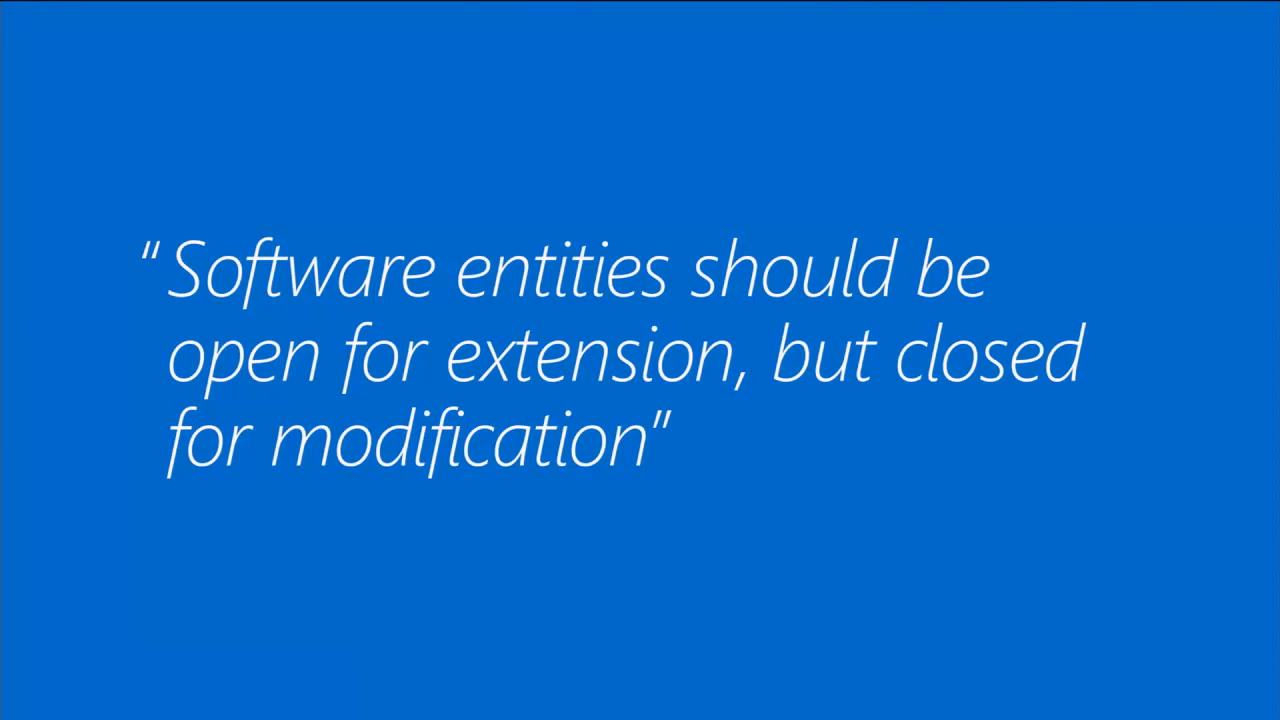 “Software entities should be
open for extension, but closed
for modification”